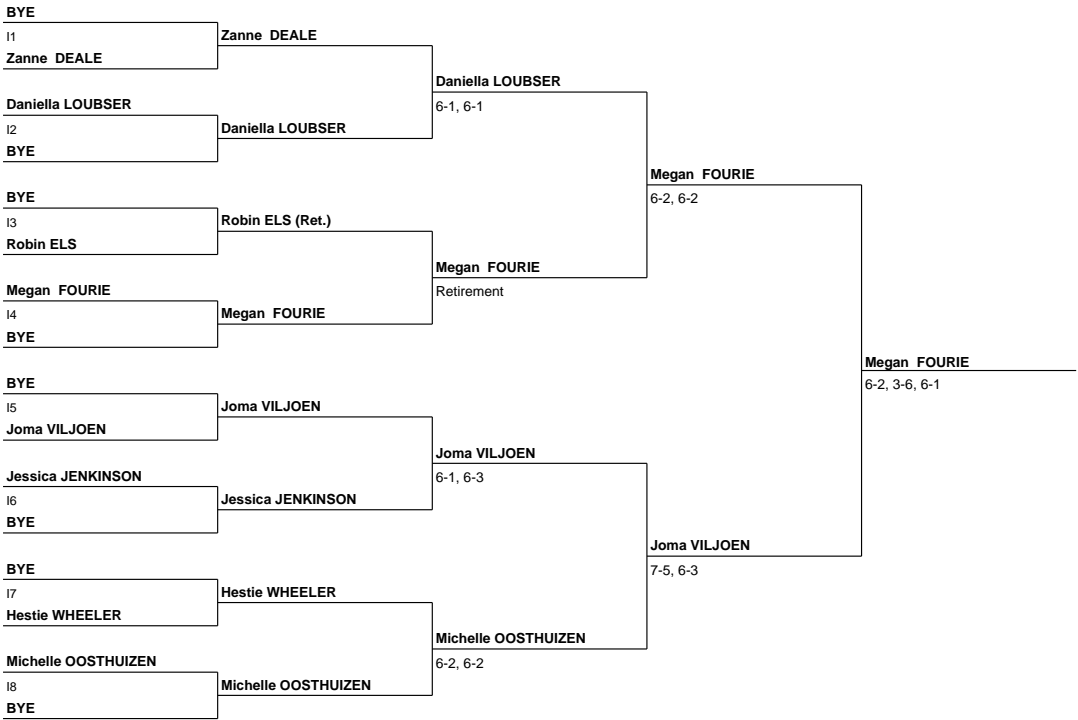 BYE
I1
Zanne DEALE
Daniella LOUBSER
I2
BYE
BYE
I3
Robin ELS
Megan FOURIE
I4
BYE
BYE
I5
Joma VILJOEN
Jessica JENKINSON
I6
BYE
BYE
I7
Hestie WHEELER
Michelle OOSTHUIZEN
I8
BYE
Zanne DEALE
Daniella LOUBSER
Robin ELS (Ret.)
Megan FOURIE
Joma VILJOEN
Jessica JENKINSON
Hestie WHEELER
Michelle OOSTHUIZEN
Daniella LOUBSER
6-1, 6-1
Megan FOURIE
Retirement
Joma VILJOEN
6-1, 6-3
Michelle OOSTHUIZEN
6-2, 6-2
Megan FOURIE
6-2, 6-2
Joma VILJOEN
7-5, 6-3
Megan FOURIE
6-2, 3-6, 6-1